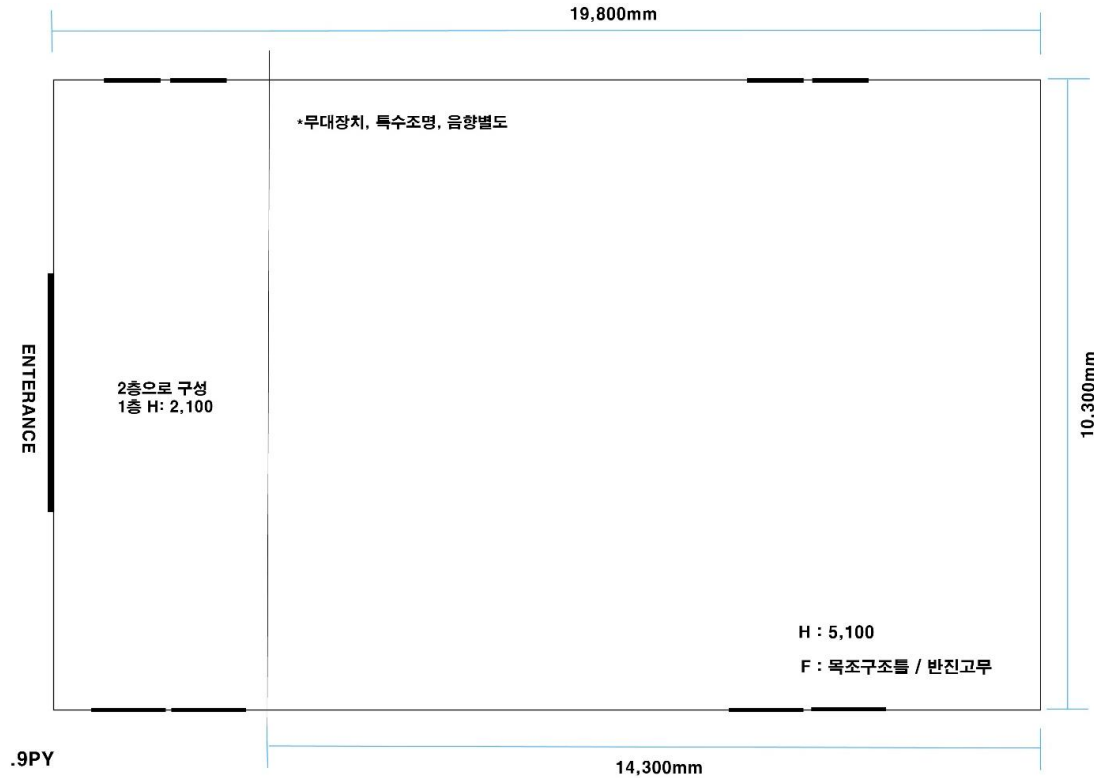 19,800mm
*무대장치, 특수조명, 음향별도
ENTERANCE
2층으로 구성
1층 H: 2,100
10,300mm
H : 5,100
F : 목조구조틀 / 반진고무
.9PY
14,300mm